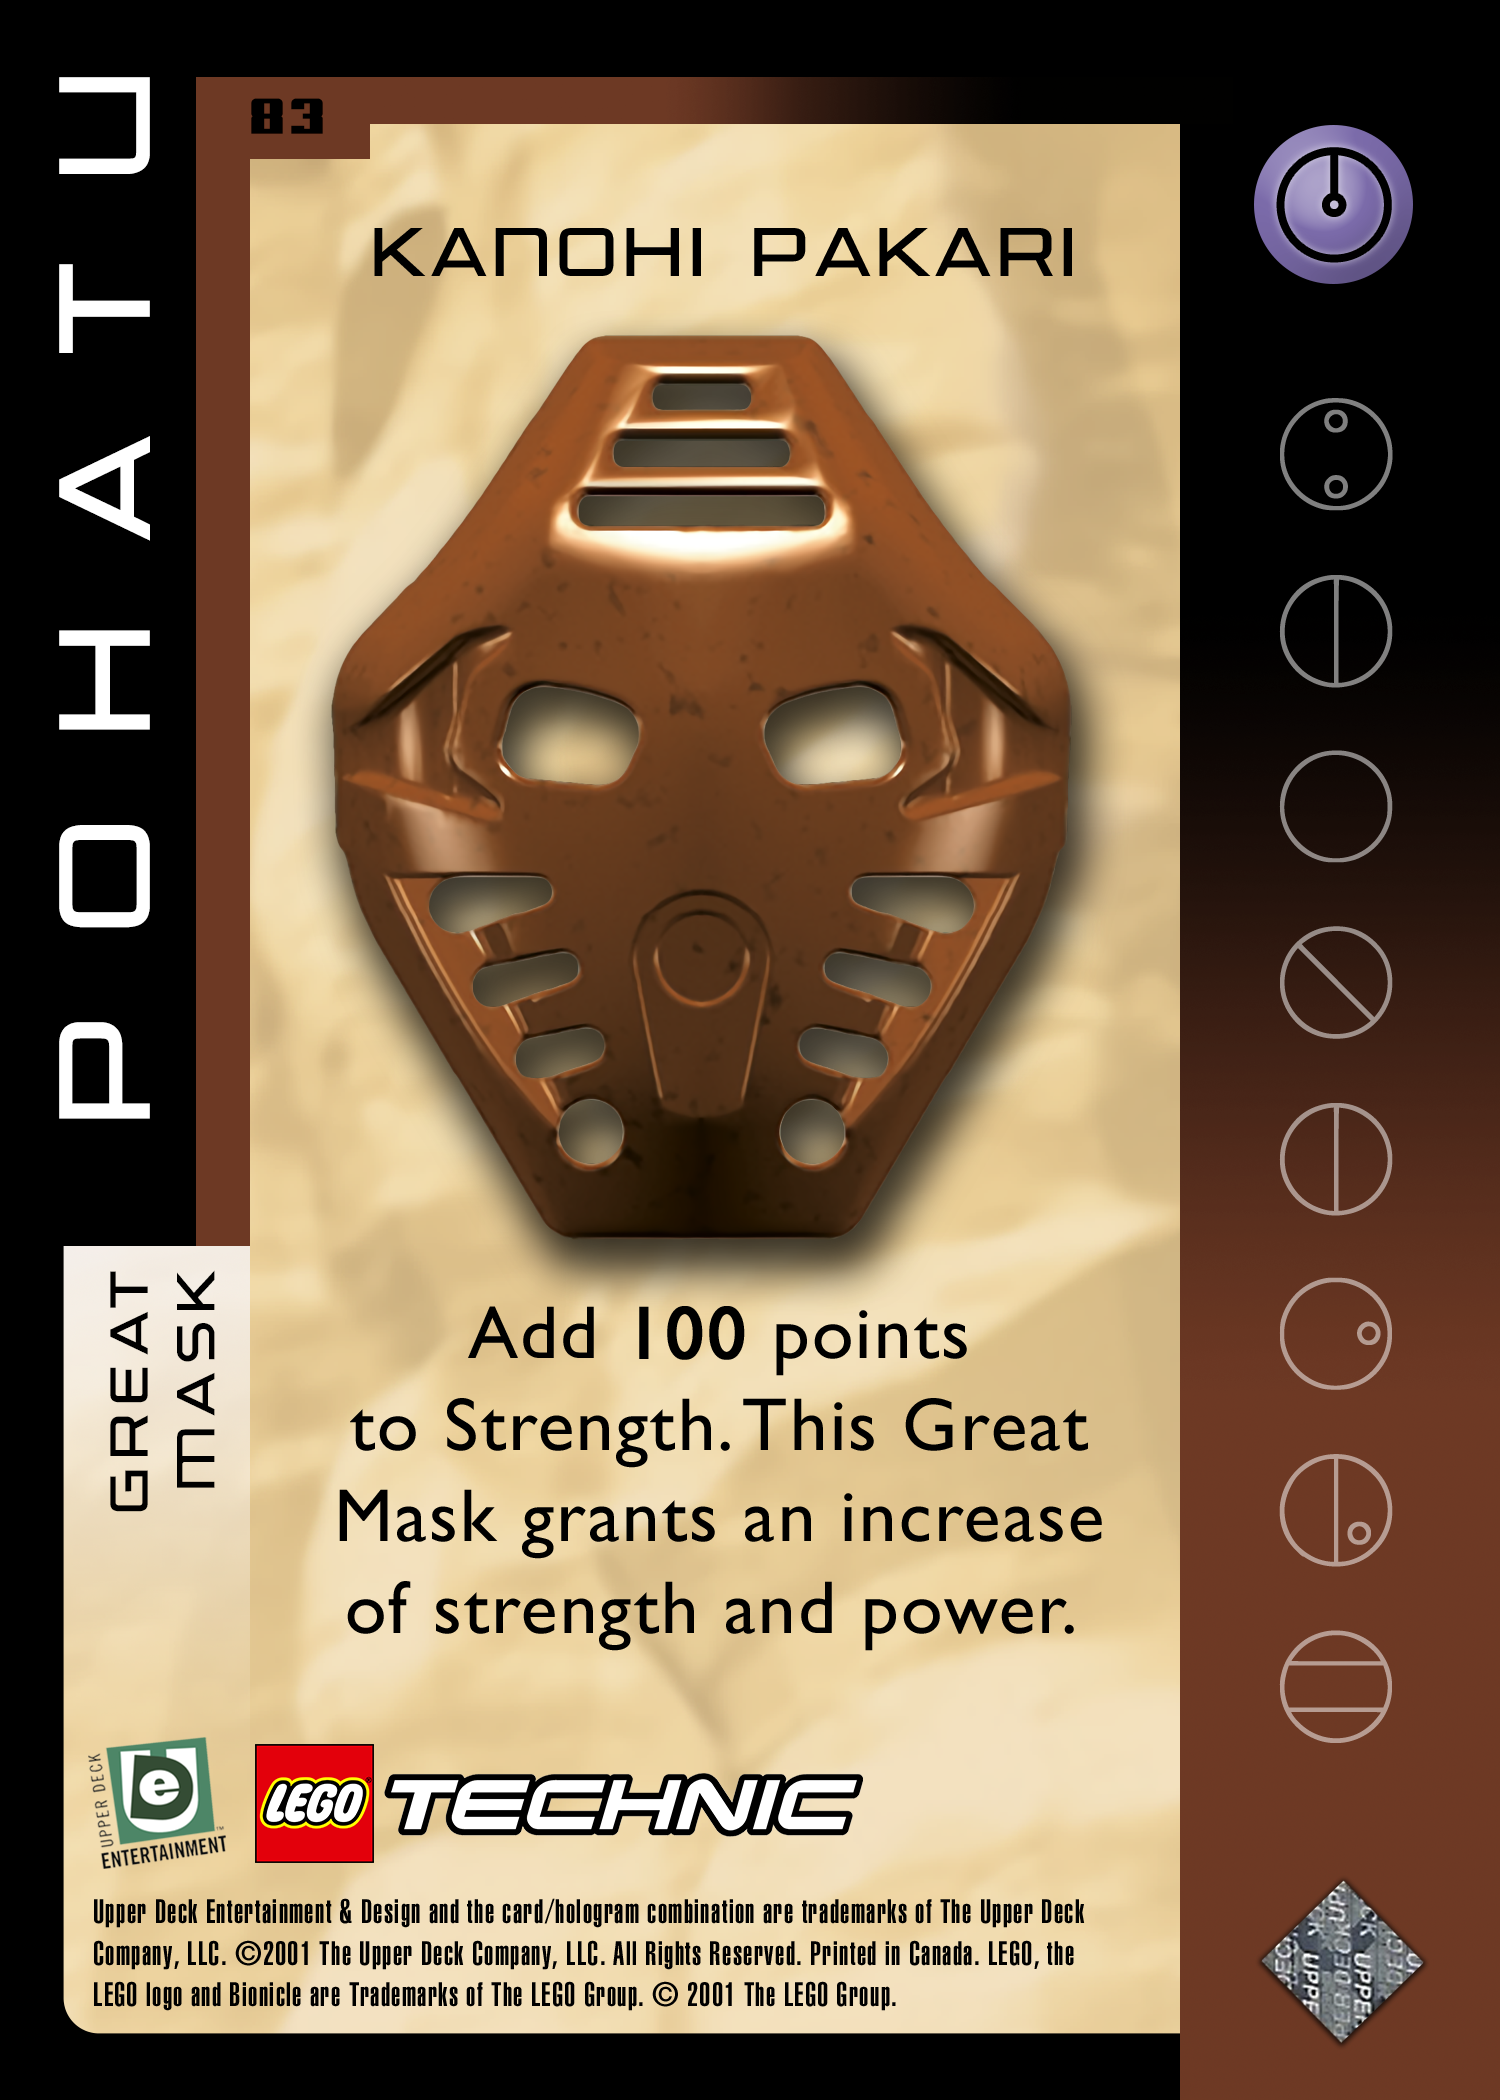 POHATU
83
KANOHI PAKARI
Add 100 points
to Strength. This Great
Mask grants an increase
of strength and power.
GREAT
MASK
UPPER DECK
ENTERTAINMENT™
LEGO TECHNIC
Upper Deck Entertainment & Design and the card/hologram combination are trademarks of The Upper Deck
Company, LLC. ©2001 The Upper Deck Company, LLC. All Rights Reserved. Printed in Canada. LEGO, the
LEGO logo and Bionicle are Trademarks of The LEGO Group. © 2001 The LEGO Group.